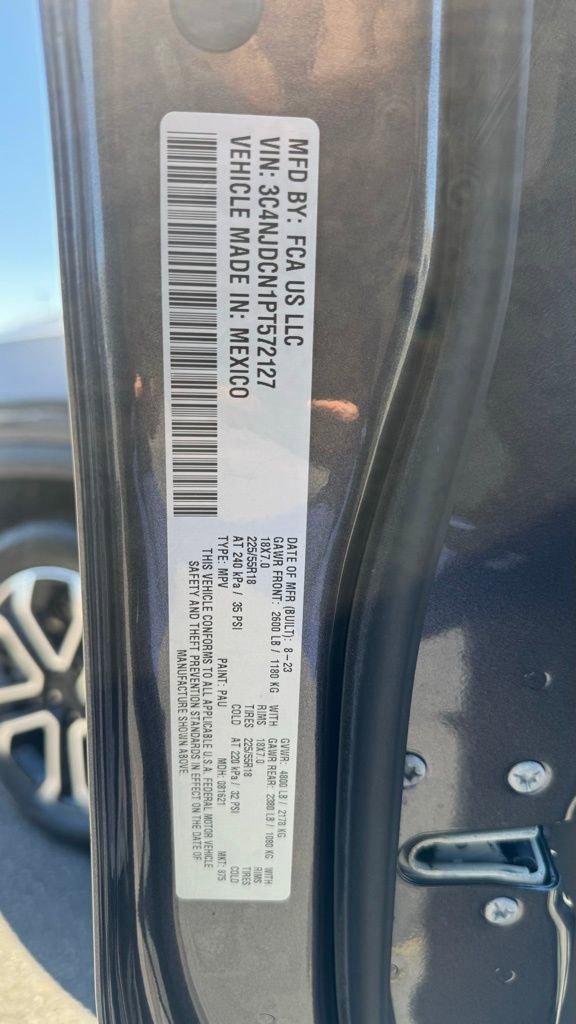 MFD BY: FCA US LLC
VIN: 3C4NJDCN1PT572127
VEHICLE MADE IN: MEXICO
DATE OF MFR (BUILT): 8-23 GVWR: 4800 LB / 2178 KG
GAWR FRONT: 2600 LB / 1180 KG WITH GAWR REAR: 2380 LB / 1080 KG WITH
18X7.0 RIMS 18X7.0 RIMS
225/55R18 TIRES 225/55R18 TIRES
AT 240 kPa / 35 PSI COLD AT 220 kPa / 32 PSI COLD
TYPE: MPV PAINT: PAU MDH: 081621 MKT: 975
THIS VEHICLE CONFORMS TO ALL APPLICABLE U.S.A. FEDERAL MOTOR VEHICLE
SAFETY AND THEFT PREVENTION STANDARDS IN EFFECT ON THE DATE OF
MANUFACTURE SHOWN ABOVE.